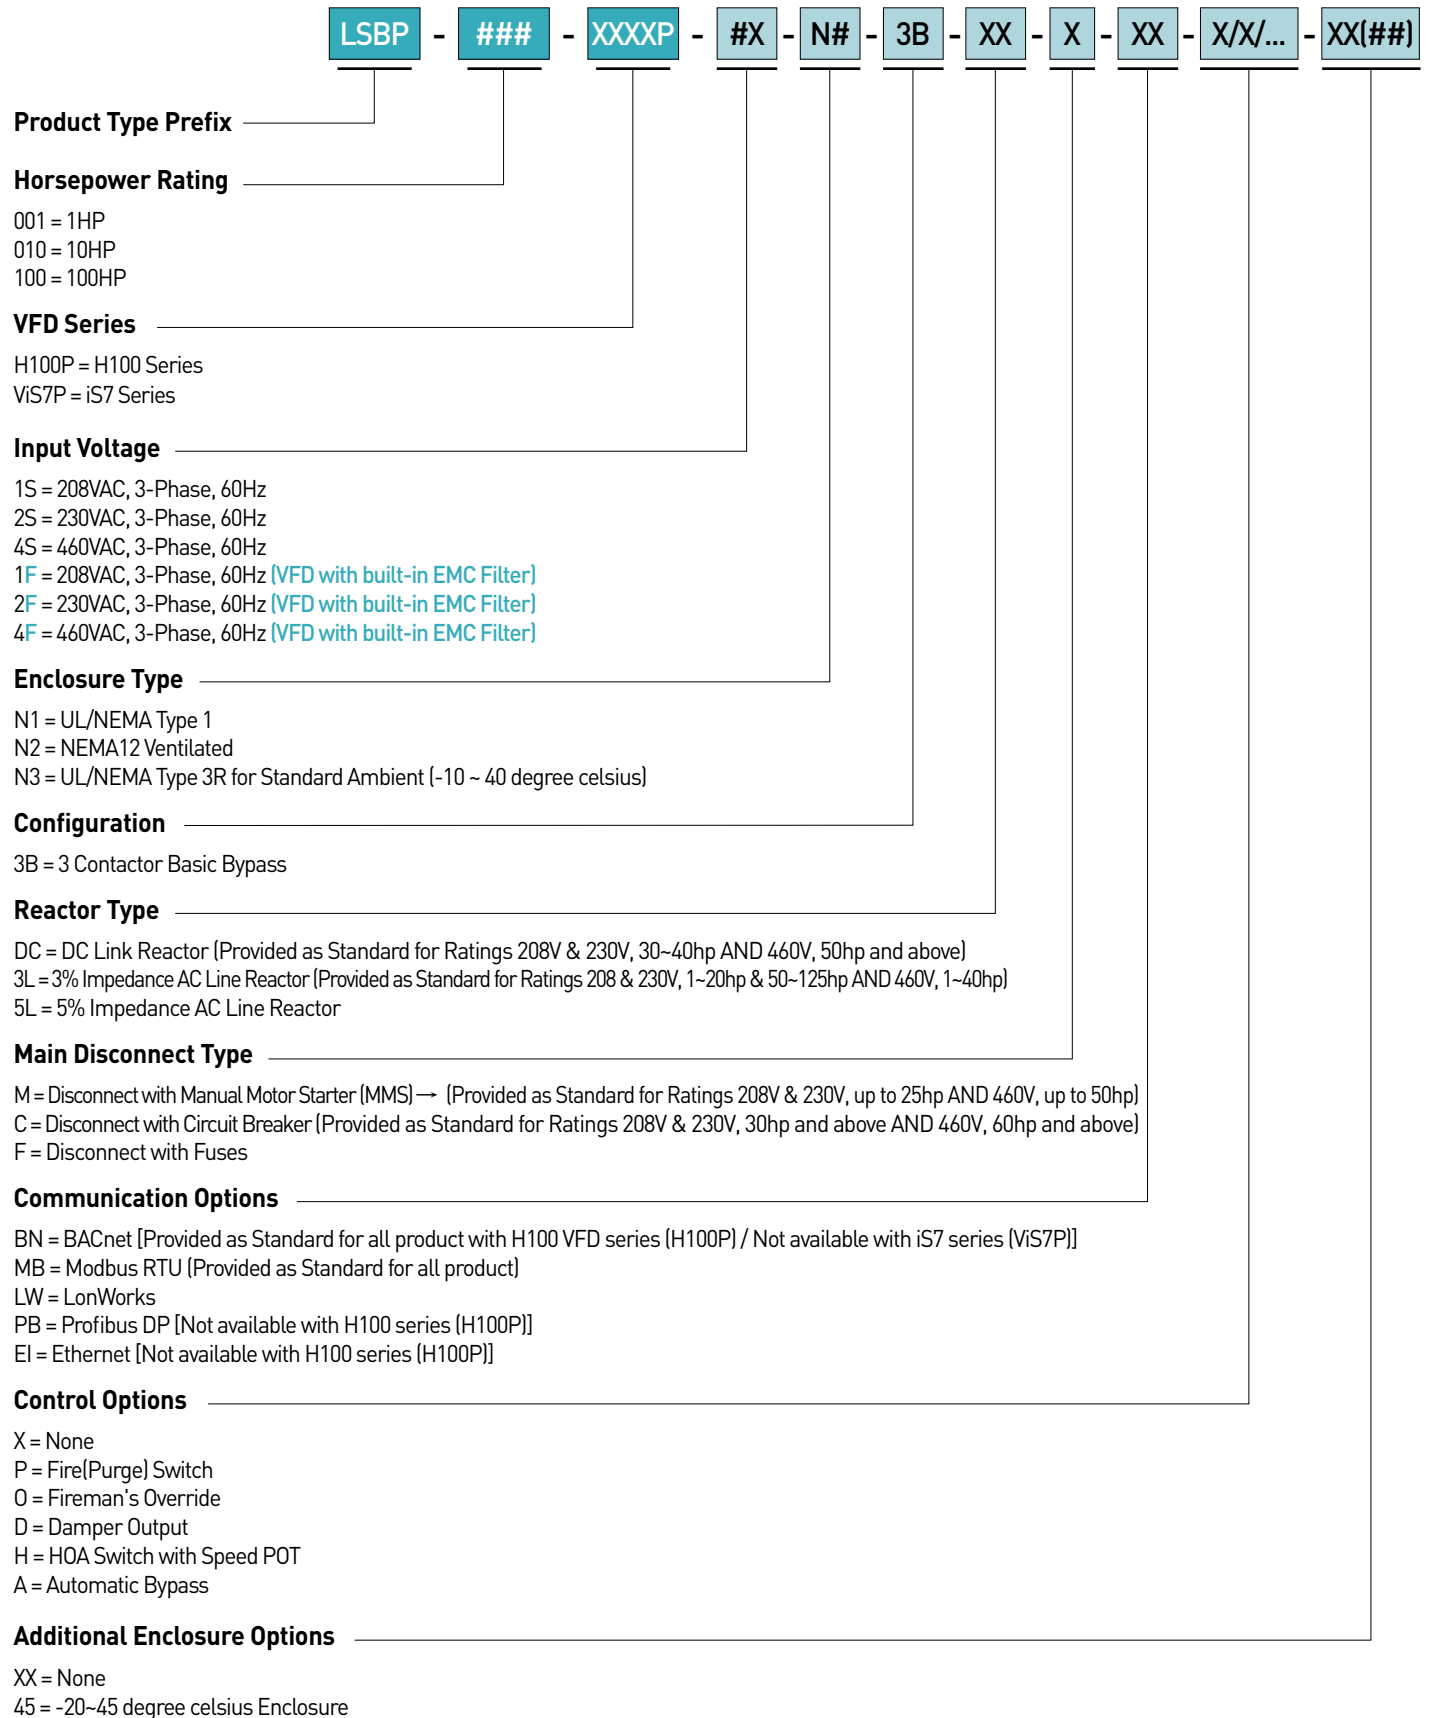 LSBP - ### - XXXXP - #X - N# - 3B - XX - X - XX - X/X/... - XX(##)
Product Type Prefix
Horsepower Rating
001 = 1HP
010 = 10HP
100 = 100HP
VFD Series
H100P = H100 Series
ViS7P = iS7 Series
Input Voltage
1S = 208VAC, 3-Phase, 60Hz
2S = 230VAC, 3-Phase, 60Hz
4S = 460VAC, 3-Phase, 60Hz
1F = 208VAC, 3-Phase, 60Hz (VFD with built-in EMC Filter)
2F = 230VAC, 3-Phase, 60Hz (VFD with built-in EMC Filter)
4F = 460VAC, 3-Phase, 60Hz (VFD with built-in EMC Filter)
Enclosure Type
N1 = UL/NEMA Type 1
N2 = NEMA12 Ventilated
N3 = UL/NEMA Type 3R for Standard Ambient (-10 ~ 40 degree celsius)
Configuration
3B = 3 Contactor Basic Bypass
Reactor Type
DC = DC Link Reactor (Provided as Standard for Ratings 208V & 230V, 30~40hp AND 460V, 50hp and above)
3L = 3% Impedance AC Line Reactor (Provided as Standard for Ratings 208 & 230V, 1~20hp & 50~125hp AND 460V, 1~40hp)
5L = 5% Impedance AC Line Reactor
Main Disconnect Type
M = Disconnect with Manual Motor Starter (MMS)→ (Provided as Standard for Ratings 208V & 230V, up to 25hp AND 460V, up to 50hp)
C = Disconnect with Circuit Breaker (Provided as Standard for Ratings 208V & 230V, 30hp and above AND 460V, 60hp and above)
F = Disconnect with Fuses
Communication Options
BN = BACnet [Provided as Standard for all product with H100 VFD series (H100P) / Not available with iS7 series (ViS7P)]
MB = Modbus RTU (Provided as Standard for all product)
LW = LonWorks
PB = Profibus DP [Not available with H100 series (H100P)]
EI = Ethernet [Not available with H100 series (H100P)]
Control Options
X = None
P = Fire(Purge) Switch
O = Fireman's Override
D = Damper Output
H = HOA Switch with Speed POT
A = Automatic Bypass
Additional Enclosure Options
XX = None
45 = -20~45 degree celsius Enclosure